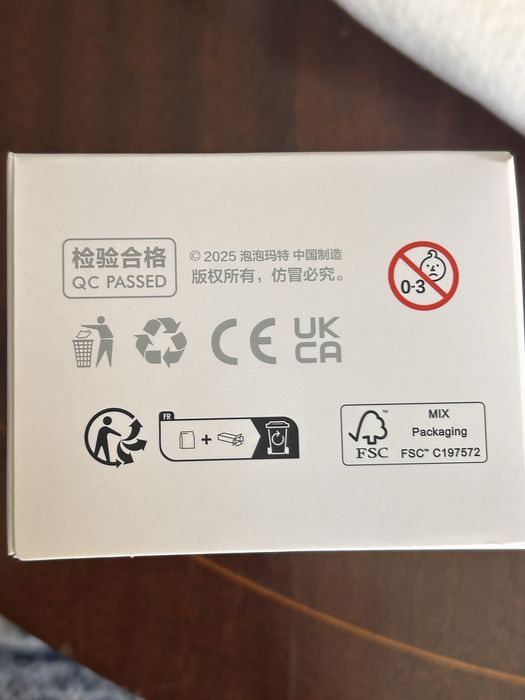 检验合格
QC PASSED
© 2025 泡泡玛特 中国制造
版权所有，仿冒必究。
0-3
CE
UK
CA
FR
+
FSC™
MIX
Packaging
FSC™ C197572